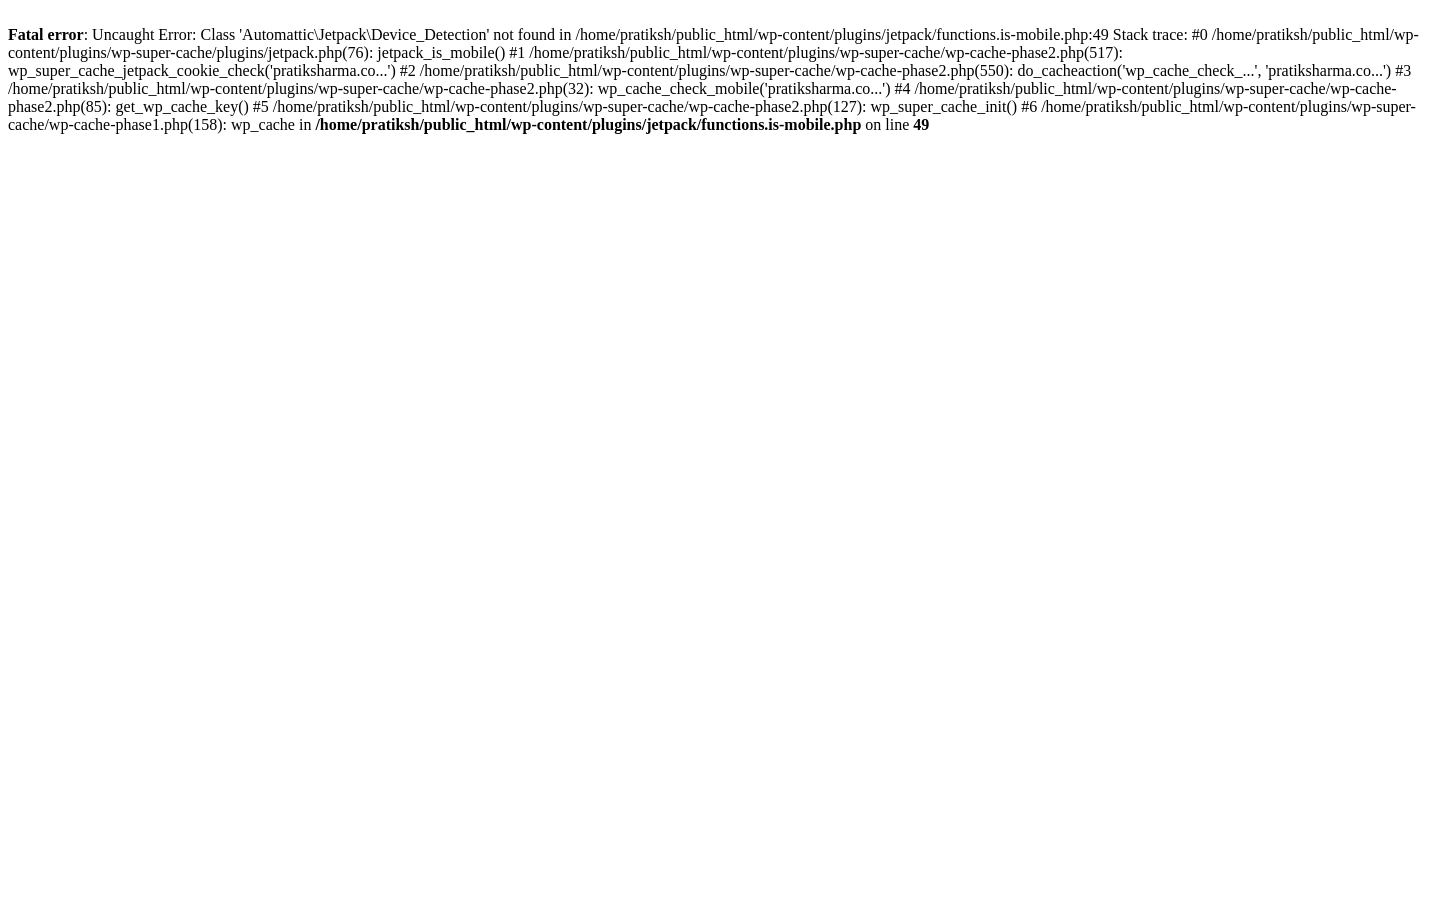 Fatal error: Uncaught Error: Class 'Automattic\Jetpack\Device_Detection' not found in /home/pratiksh/public_html/wp-content/plugins/jetpack/functions.is-mobile.php:49 Stack trace: #0 /home/pratiksh/public_html/wp-
content/plugins/wp-super-cache/plugins/jetpack.php(76): jetpack_is_mobile() #1 /home/pratiksh/public_html/wp-content/plugins/wp-super-cache/wp-cache-phase2.php(517):
wp_super_cache_jetpack_cookie_check('pratiksharma.co...') #2 /home/pratiksh/public_html/wp-content/plugins/wp-super-cache/wp-cache-phase2.php(550): do_cacheaction('wp_cache_check_...', 'pratiksharma.co...') #3
/home/pratiksh/public_html/wp-content/plugins/wp-super-cache/wp-cache-phase2.php(32): wp_cache_check_mobile('pratiksharma.co...') #4 /home/pratiksh/public_html/wp-content/plugins/wp-super-cache/wp-cache-
phase2.php(85): get_wp_cache_key() #5 /home/pratiksh/public_html/wp-content/plugins/wp-super-cache/wp-cache-phase2.php(127): wp_super_cache_init() #6 /home/pratiksh/public_html/wp-content/plugins/wp-super-
cache/wp-cache-phase1.php(158): wp_cache in /home/pratiksh/public_html/wp-content/plugins/jetpack/functions.is-mobile.php on line 49